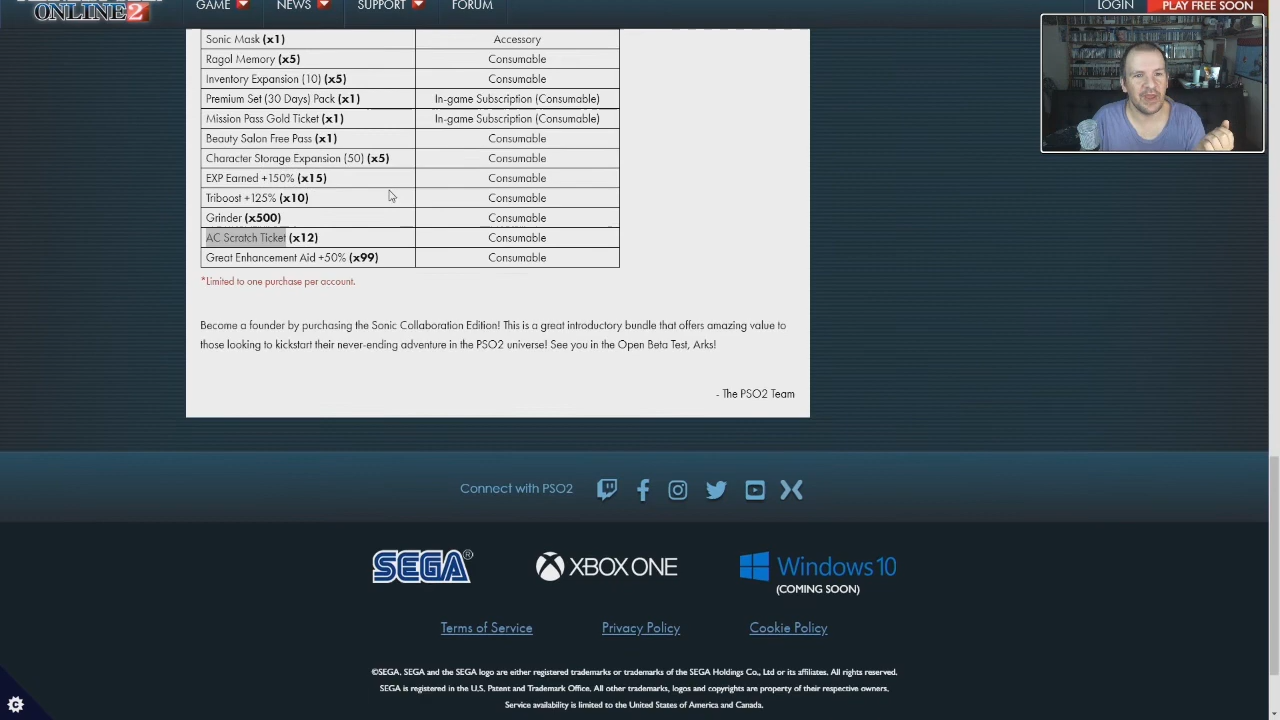 ONLINE 2
GAME
NEWS
SUPPORT
FORUM
LOGIN
PLAY FREE SOON
Sonic Mask (x1) Accessory
Ragol Memory (x5) Consumable
Inventory Expansion (10) (x5) Consumable
Premium Set (30 Days) Pack (x1) In-game Subscription (Consumable)
Mission Pass Gold Ticket (x1) In-game Subscription (Consumable)
Beauty Salon Free Pass (x1) Consumable
Character Storage Expansion (50) (x5) Consumable
EXP Earned +150% (x15) Consumable
Triboost +125% (x10) Consumable
Grinder (x500) Consumable
AC Scratch Ticket (x12) Consumable
Great Enhancement Aid +50% (x99) Consumable
*Limited to one purchase per account.
Become a founder by purchasing the Sonic Collaboration Edition! This is a great introductory bundle that offers amazing value to
those looking to kickstart their never-ending adventure in the PSO2 universe! See you in the Open Beta Test, Arks!
- The PSO2 Team
Connect with PSO2
SEGA®
XBOX ONE
Windows 10
(COMING SOON)
Terms of Service
Privacy Policy
Cookie Policy
©SEGA. SEGA and the SEGA logo are either registered trademarks or trademarks of the SEGA Holdings Co., Ltd or its affiliates. All rights reserved.
SEGA is registered in the U.S. Patent and Trademark Office. All other trademarks, logos and copyrights are property of their respective owners.
Service availability is limited to the United States of America and Canada.